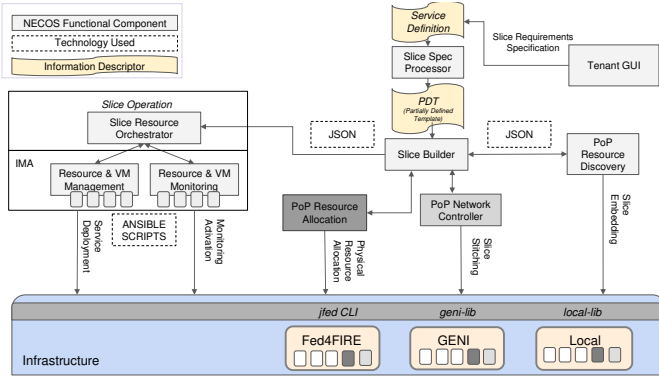 NECOS Functional Component
Technology Used
Information Descriptor
Service
Definition
Slice Requirements
Specification
Tenant GUI
Slice Spec
Processor
PDT
(Partially Defined
Template)
Slice Operation
Slice Resource
Orchestrator
JSON
JSON
Slice Builder
PoP
Resource
Discovery
IMA
Resource & VM
Management
Resource & VM
Monitoring
PoP Resource
Allocation
PoP Network
Controller
Service
Deployment
ANSIBLE
SCRIPTS
Monitoring
Activation
Physical
Resource
Allocation
Slice
Stitching
Slice
Embedding
jfed CLI
geni-lib
local-lib
Fed4FIRE
GENI
Local
Infrastructure